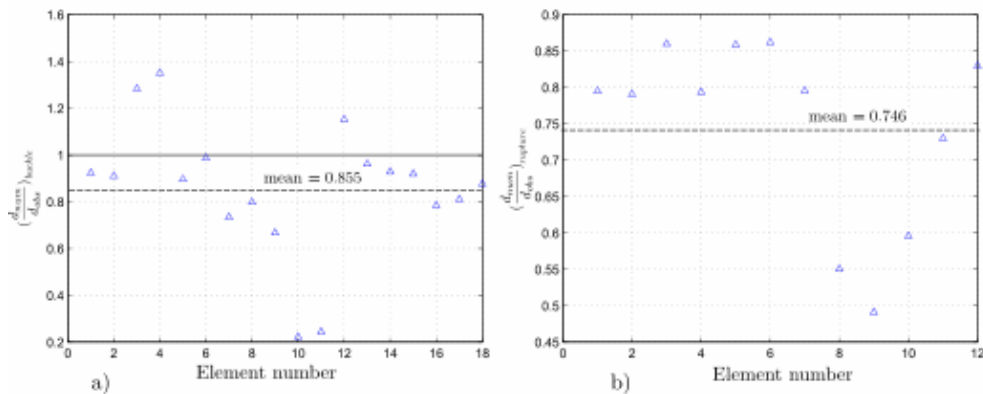 1.6
1.4
1.2
1
0.8
0.6
0.4
0.2
(d_num/d_obs)_buckle
mean = 0.855
0 2 4 6 8 10 12 14 16 18
Element number
a)
0.9
0.85
0.8
0.75
0.7
0.65
0.6
0.55
0.5
0.45
(d_num/d_obs)_rupture
mean = 0.746
0 2 4 6 8 10 12
Element number
b)